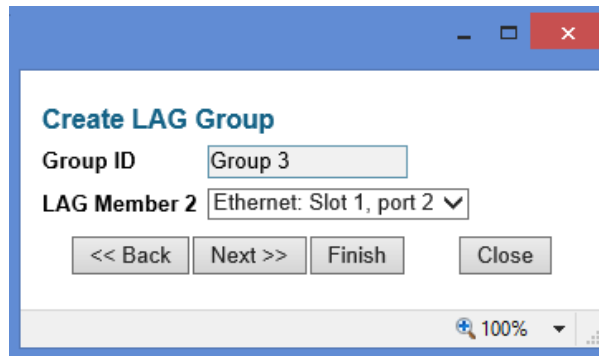 Create LAG Group
Group ID Group 3
LAG Member 2 Ethernet: Slot 1, port 2
<< Back Next >> Finish Close
100%